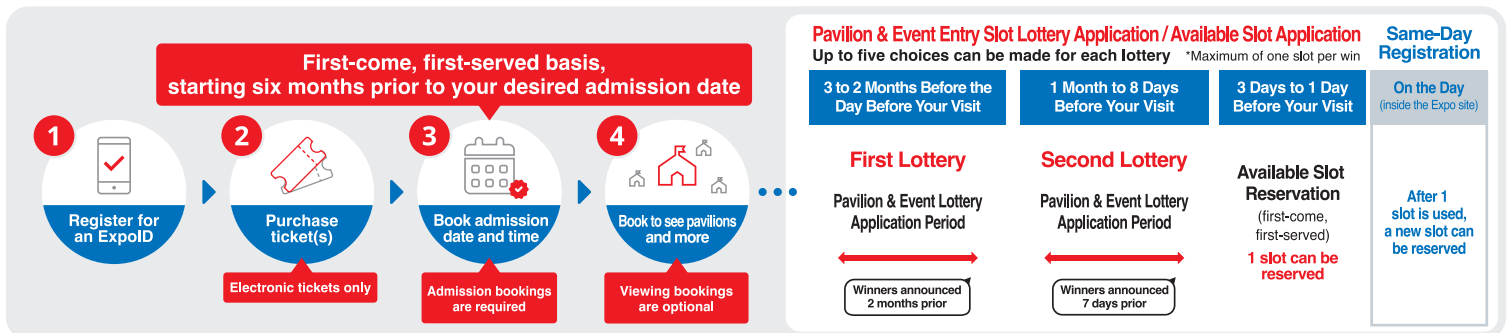 First-come, first-served basis,
starting six months prior to your desired admission date
1
Register for
an ExpoID
2
Purchase
ticket(s)
Electronic tickets only
3
Book admission
date and time
Admission bookings
are required
4
Book to see pavilions
and more
Viewing bookings
are optional
Pavilion & Event Entry Slot Lottery Application / Available Slot Application
Up to five choices can be made for each lottery *Maximum of one slot per win
3 to 2 Months Before the
Day Before Your Visit
First Lottery
Pavilion & Event Lottery
Application Period
Winners announced
2 months prior
1 Month to 8 Days
Before Your Visit
Second Lottery
Pavilion & Event Lottery
Application Period
Winners announced
7 days prior
3 Days to 1 Day
Before Your Visit
Available Slot
Reservation
(first-come,
first-served)
1 slot can be
reserved
Same-Day
Registration
On the Day
(inside the Expo site)
After 1
slot is used,
a new slot can
be reserved